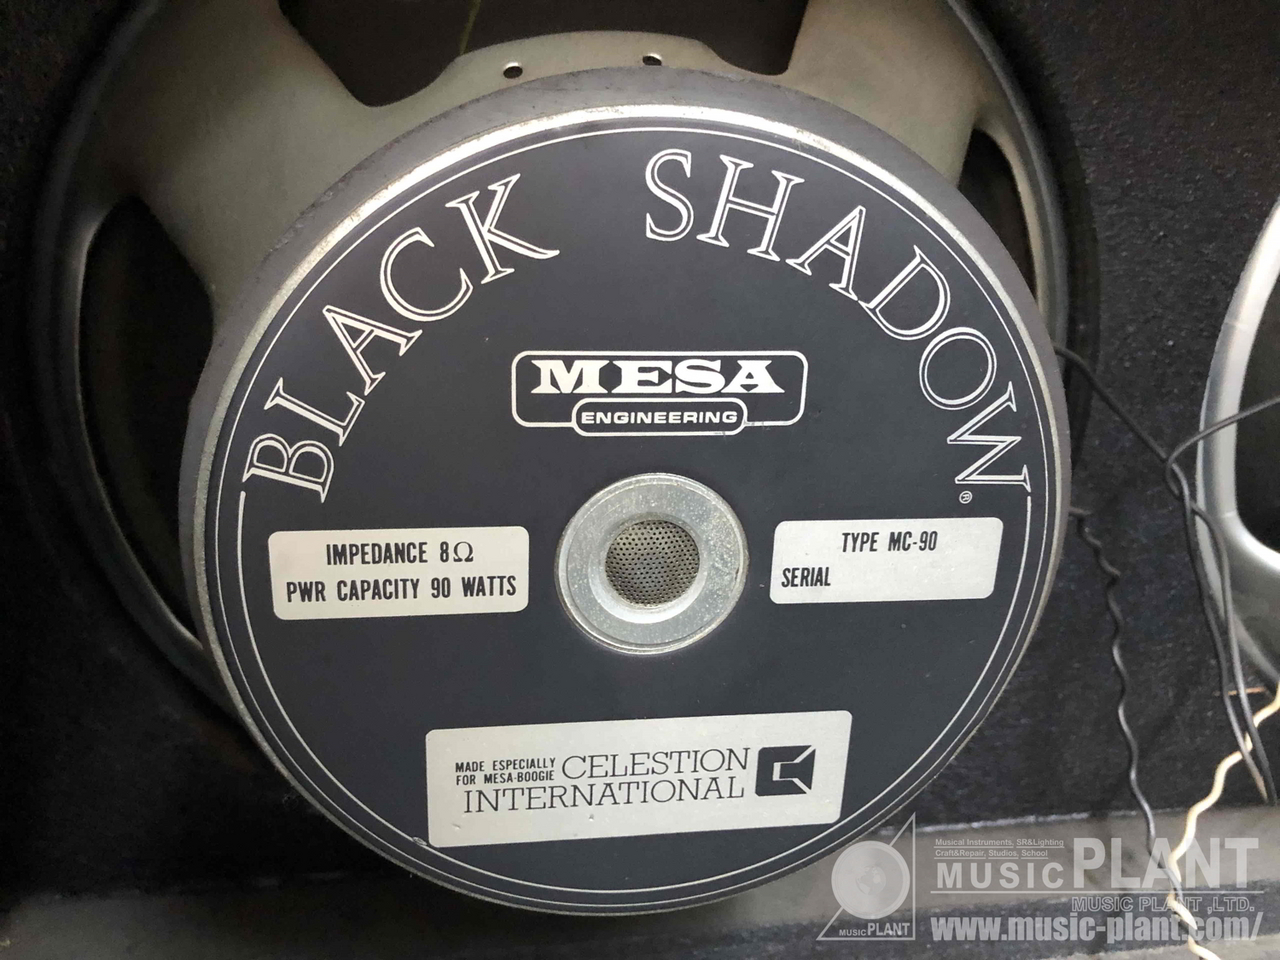 BLACK SHADOW®
MESA
ENGINEERING
IMPEDANCE 8Ω
PWR CAPACITY 90 WATTS
TYPE MC-90
SERIAL
MADE ESPECIALLY
FOR MESA-BOOGIE
CELESTION
INTERNATIONAL
Musical Instruments, SR&Lighting
Craft&Repair, Studios, School
MUSIC PLANT
MUSIC PLANT ,LTD.
MUSIC PLANT
www.music-plant.com/